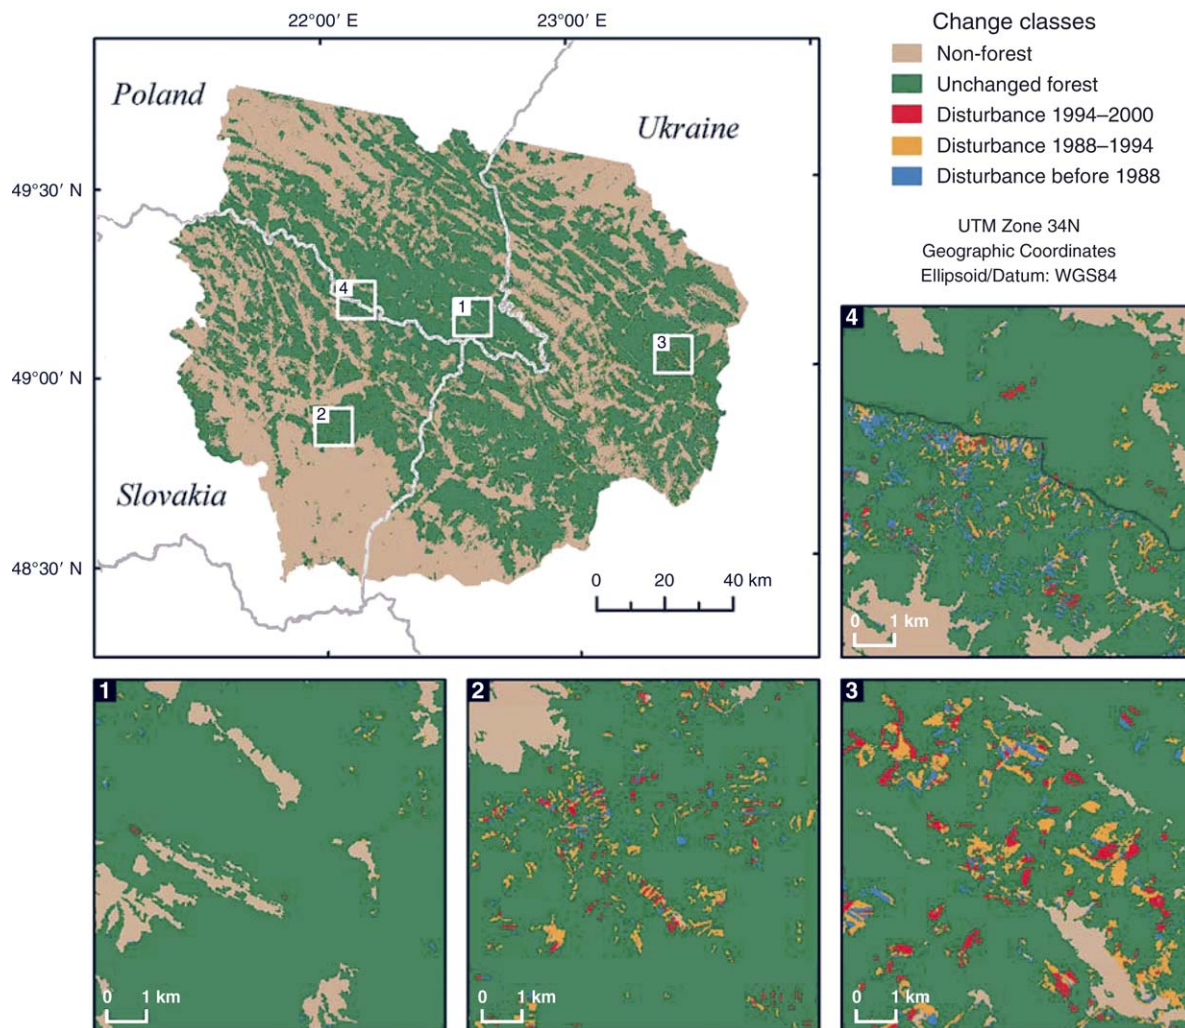 22°00′ E
23°00′ E
Poland
Ukraine
49°30′ N
49°00′ N
48°30′ N
4
1
3
2
Slovakia
0 20 40 km
Change classes
Non-forest
Unchanged forest
Disturbance 1994–2000
Disturbance 1988–1994
Disturbance before 1988
UTM Zone 34N
Geographic Coordinates
Ellipsoid/Datum: WGS84
4
0 1 km
1
0 1 km
2
0 1 km
3
0 1 km